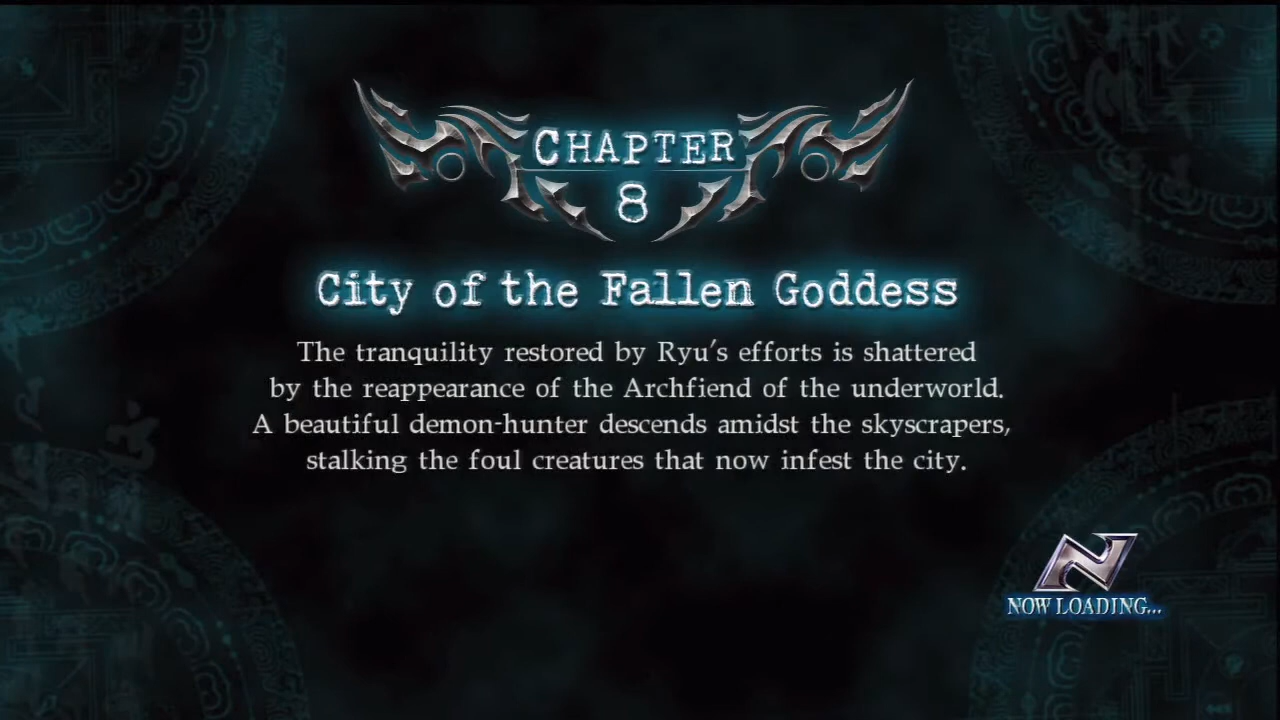 CHAPTER
8
City of the Fallen Goddess
The tranquility restored by Ryu's efforts is shattered
by the reappearance of the Archfiend of the underworld.
A beautiful demon-hunter descends amidst the skyscrapers,
stalking the foul creatures that now infest the city.
NOW LOADING...